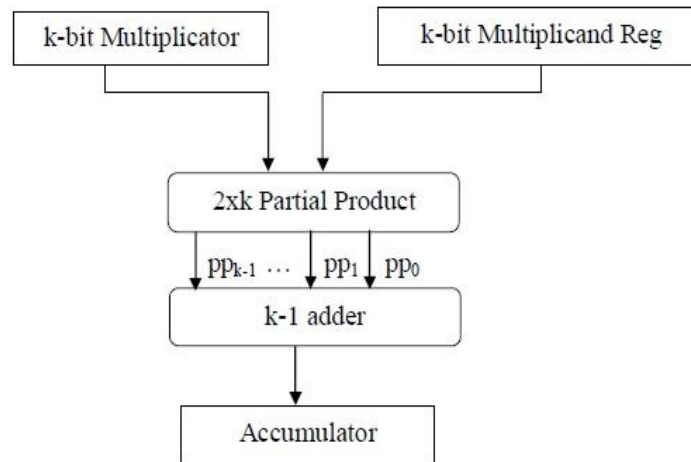 k-bit Multiplicator
k-bit Multiplicand Reg
2xk Partial Product
ppk-1 ... pp1 pp0
k-1 adder
Accumulator